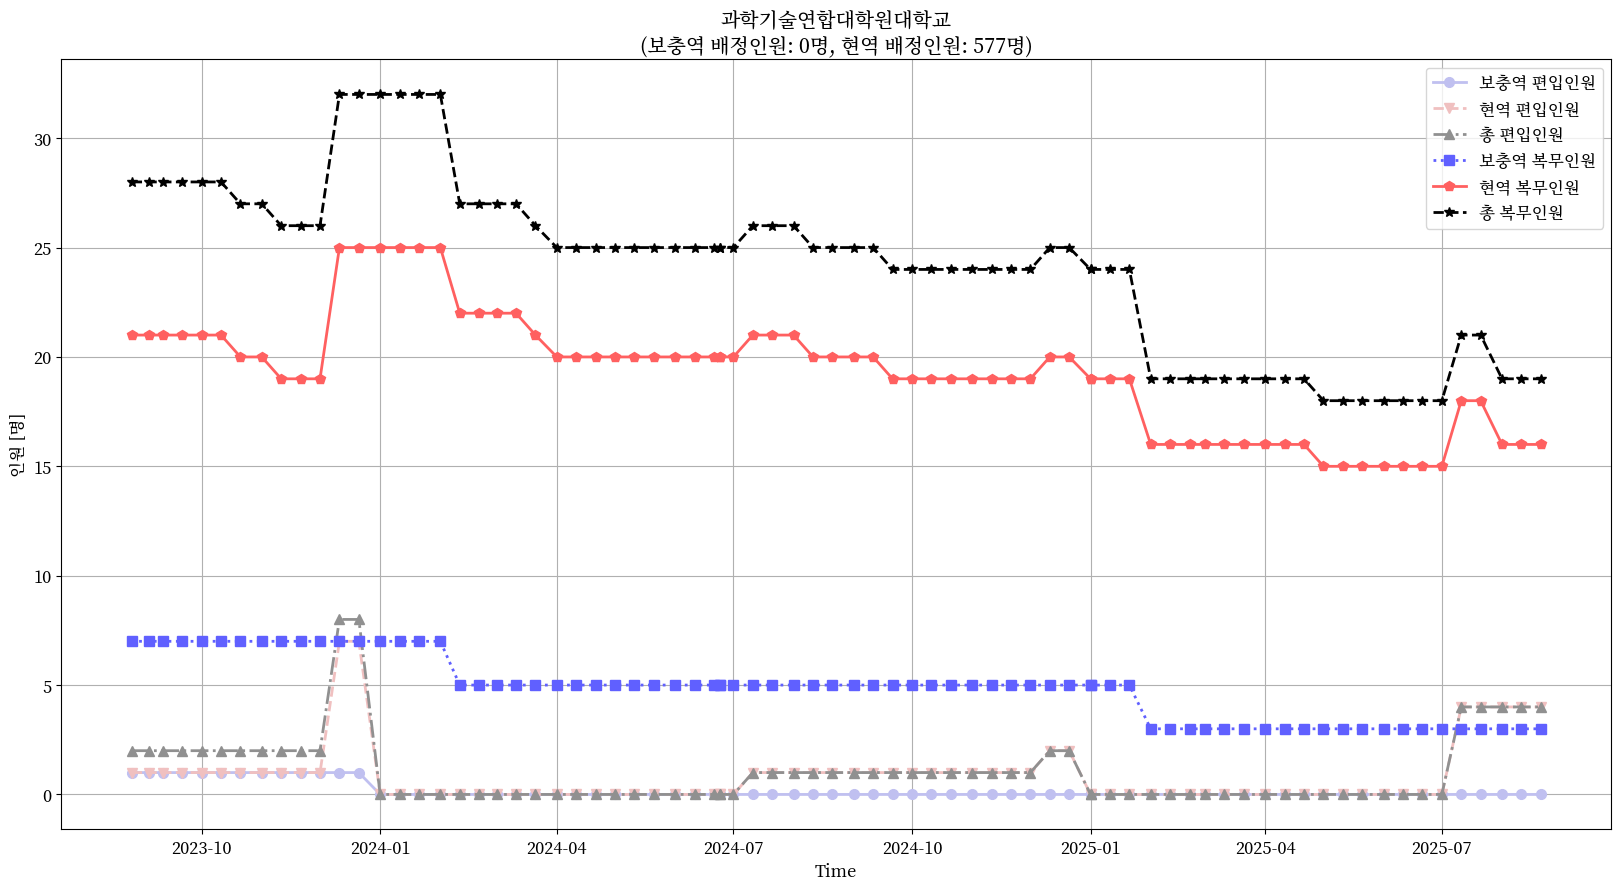 과학기술연합대학원대학교
(보충역 배정인원: 0명, 현역 배정인원: 577명)
보충역 편입인원
현역 편입인원
총 편입인원
보충역 복무인원
현역 복무인원
총 복무인원
인원 [명]
30
25
20
15
10
5
0
2023-10
2024-01
2024-04
2024-07
2024-10
2025-01
2025-04
2025-07
Time